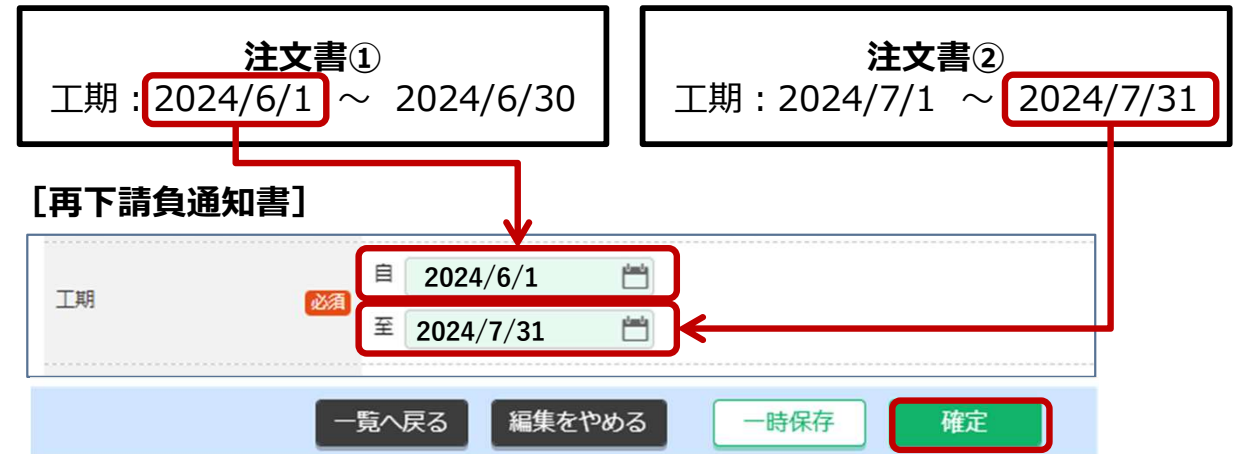 注文書①
工期：2024/6/1 ～ 2024/6/30
注文書②
工期：2024/7/1 ～ 2024/7/31
［再下請負通知書］
工期 必須
自 2024/6/1
至 2024/7/31
一覧へ戻る 編集をやめる 一時保存 確定